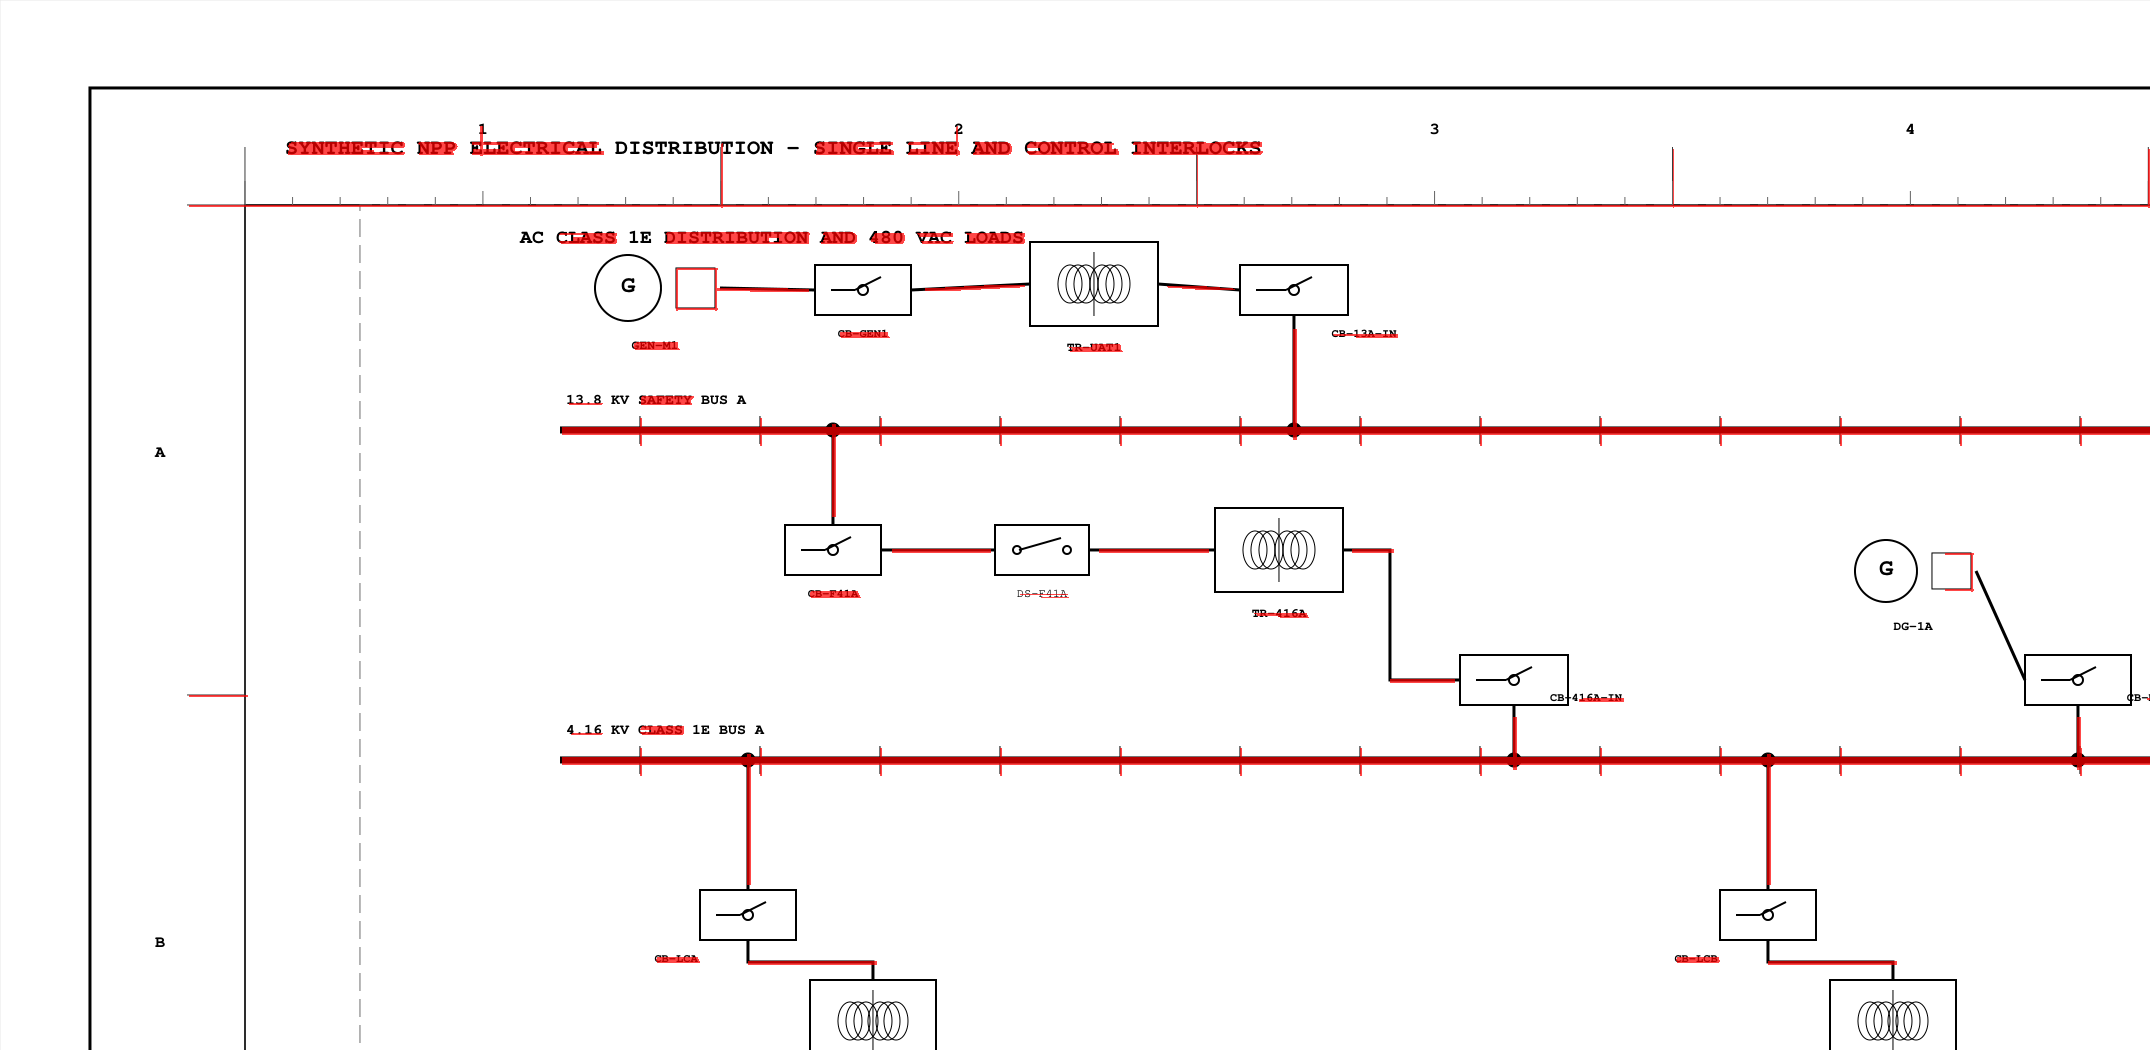 1 2 3 4
SYNTHETIC NPP ELECTRICAL DISTRIBUTION — SINGLE LINE AND CONTROL INTERLOCKS
AC CLASS 1E DISTRIBUTION AND 480 VAC LOADS
G
CB-GEN1
CB-13A-IN
GEN-M1
TR-UAT1
13.8 KV SAFETY BUS A
A
G
CB-F41A
DS-F41A
TR-416A
DG-1A
CB-416A-IN
CB-
4.16 KV CLASS 1E BUS A
B
CB-LCA
CB-LCB